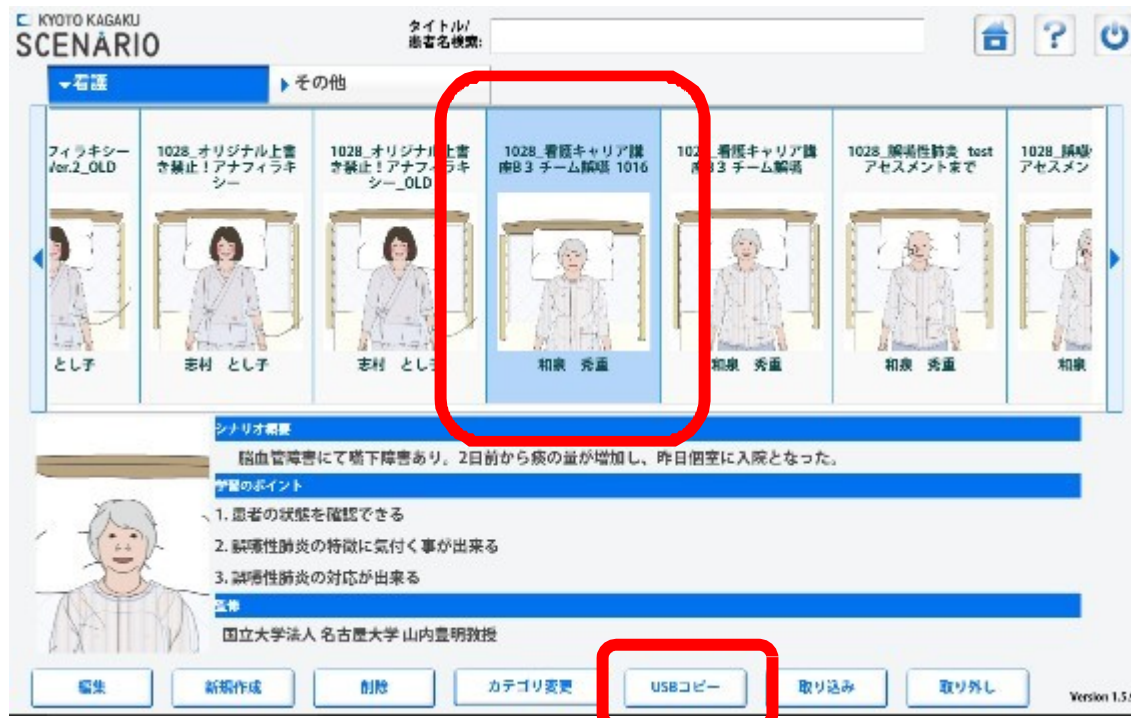 KYOTO KAGAKU
SCENARIO
タイトル/
患者名検索:
看護
その他
フィラキシー
Ver.2_OLD
1028_オリジナル上書
き禁止!アナフィラキ
シー
1028_オリジナル上書
き禁止!アナフィラキ
シー_OLD
1028_看護キャリア講
座B3 チーム誤嚥 1016
1028_看護キャリア講
座B3 チーム誤嚥
1028_誤嚥性肺炎 test
アセスメントまで
1028_誤嚥
アセスメン
とし子
志村 とし子
志村 とし子
和泉 秀重
和泉 秀重
和泉 秀重
和泉
シナリオ概要
脳血管障害にて嚥下障害あり。2日前から痰の量が増加し、昨日個室に入院となった。
学習のポイント
1. 患者の状態を確認できる
2. 誤嚥性肺炎の特徴に気付く事が出来る
3. 誤嚥性肺炎の対応が出来る
監修
国立大学法人 名古屋大学 山内豊明教授
編集
新規作成
削除
カテゴリ変更
USBコピー
取り込み
取り外し
Version 1.5.